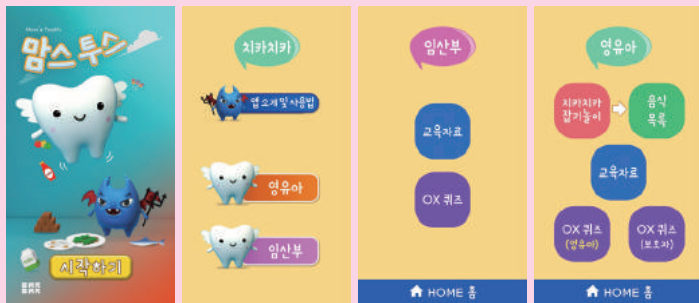 Mom's Tooth
맘스 투스
시작하기
치카치카
앱 소개 및 사용법
영유아
임산부
임산부
교육자료
OX 퀴즈
HOME 홈
영유아
치카치카
잡기놀이
음식
목록
교육자료
OX 퀴즈
(영유아)
OX 퀴즈
(보호자)
HOME 홈